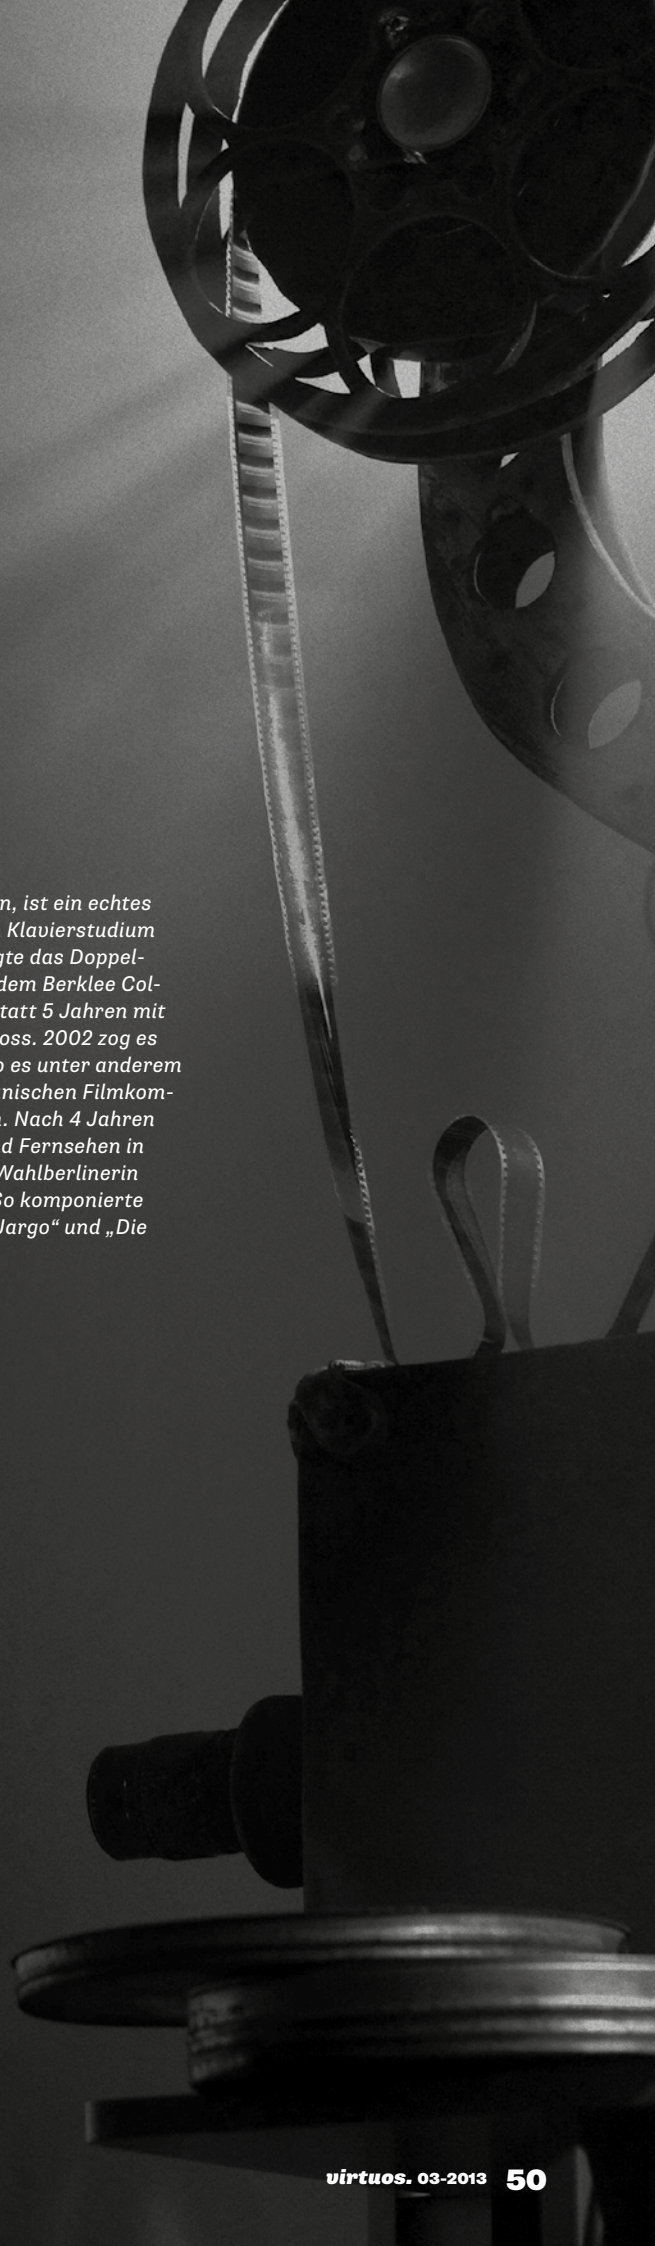 n, ist ein echtes
Klavierstudium
gte das Doppel-
dem Berklee Col-
tatt 5 Jahren mit
oss. 2002 zog es
o es unter anderem
nischen Filmkom-
n. Nach 4 Jahren
d Fernsehen in
Wahlberlinerin
So komponierte
Jargo“ und „Die
virtuos. 03-2013 50